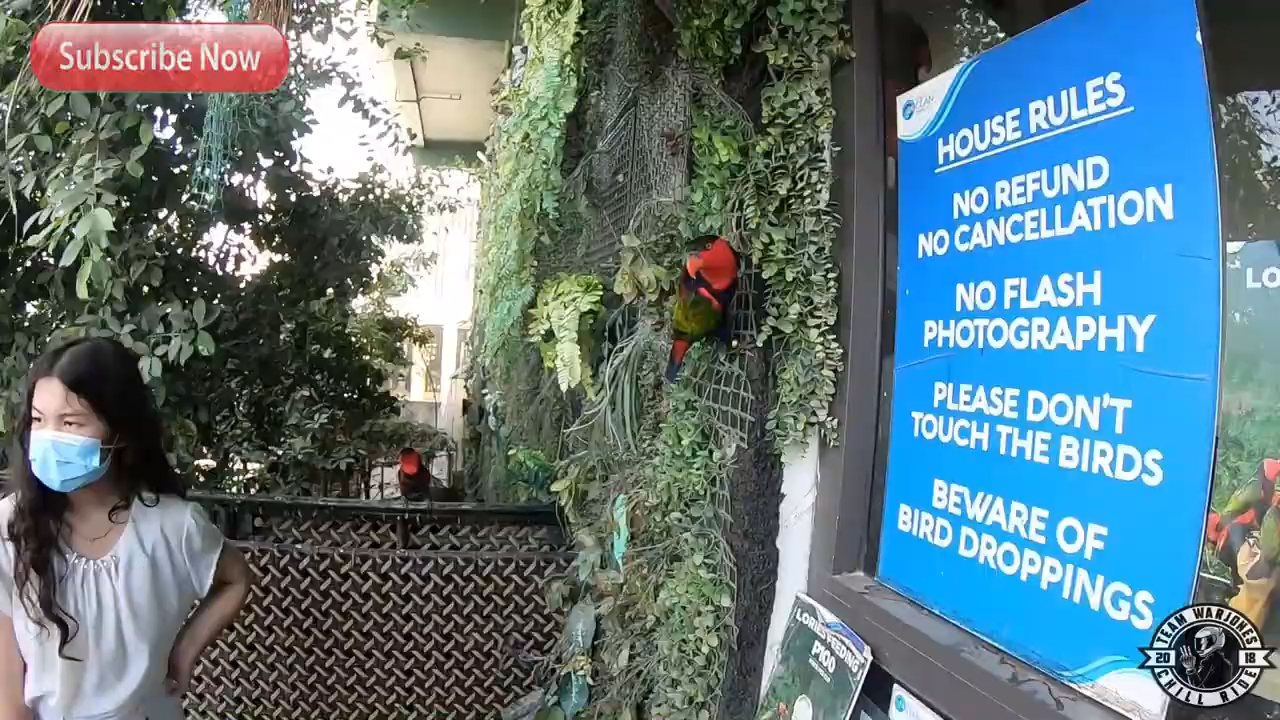 Subscribe Now
HOUSE RULES
NO REFUND
NO CANCELLATION
NO FLASH
PHOTOGRAPHY
PLEASE DON'T
TOUCH THE BIRDS
BEWARE OF
BIRD DROPPINGS
LO
LORIES FEEDING
P100
TEAM WARJONES
20 18
CHILL RIDE